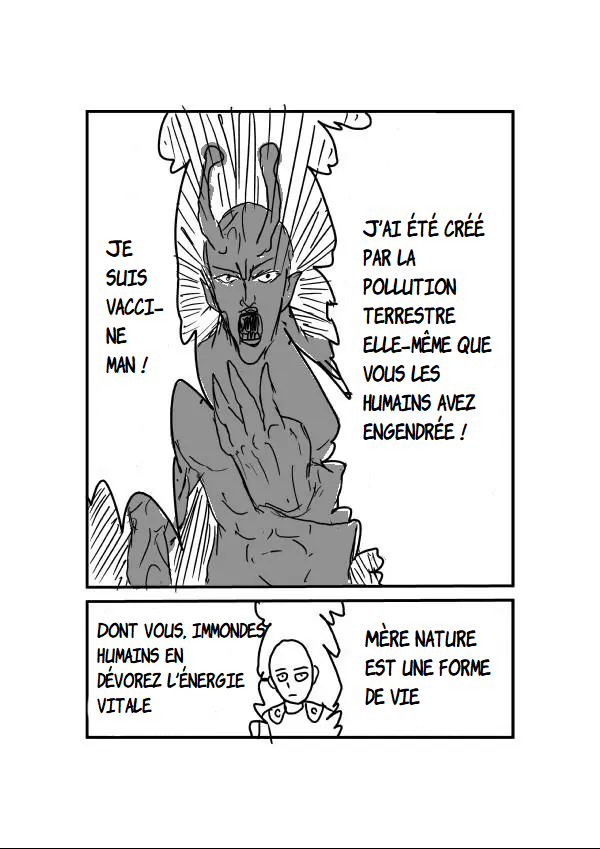 J'AI ÉTÉ CRÉÉ
PAR LA
POLLUTION
TERRESTRE
ELLE-MÊME QUE
VOUS LES
HUMAINS AVEZ
ENGENDRÉE !
JE
SUIS
VACCI-
NE
MAN !
MÈRE NATURE
EST UNE FORME
DE VIE
DONT VOUS, IMMONDES
HUMAINS EN
DÉVOREZ L'ÉNERGIE
VITALE